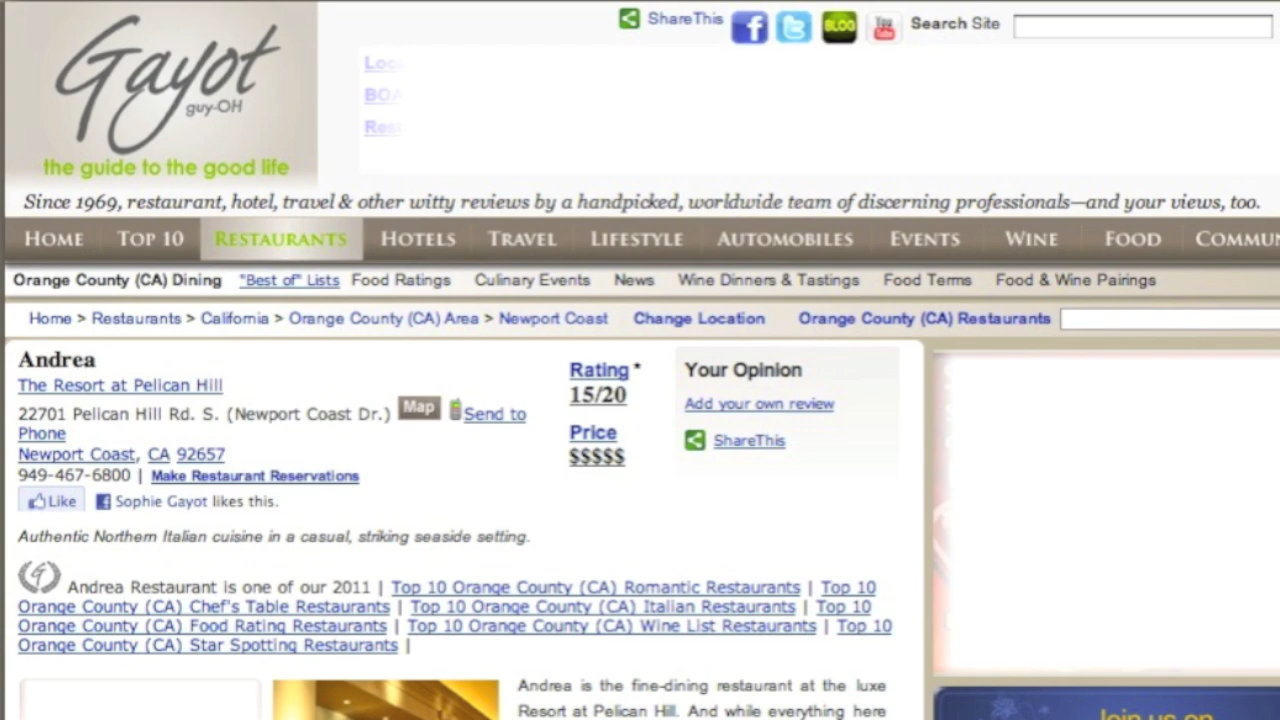 Gayot
guy-OH
the guide to the good life
ShareThis
BLOG
You
Tube
Search Site
Since 1969, restaurant, hotel, travel & other witty reviews by a handpicked, worldwide team of discerning professionals—and your views, too.
HOME TOP 10 RESTAURANTS HOTELS TRAVEL LIFESTYLE AUTOMOBILES EVENTS WINE FOOD COMMUN
Orange County (CA) Dining "Best of" Lists Food Ratings Culinary Events News Wine Dinners & Tastings Food Terms Food & Wine Pairings
Home > Restaurants > California > Orange County (CA) Area > Newport Coast Change Location Orange County (CA) Restaurants
Andrea
The Resort at Pelican Hill
22701 Pelican Hill Rd. S. (Newport Coast Dr.) Map Send to
Phone
Newport Coast, CA 92657
949-467-6800 | Make Restaurant Reservations
Like Sophie Gayot likes this.
Rating *
15/20
Price
$$$$$
Your Opinion
Add your own review
ShareThis
Authentic Northern Italian cuisine in a casual, striking seaside setting.
Andrea Restaurant is one of our 2011 | Top 10 Orange County (CA) Romantic Restaurants | Top 10
Orange County (CA) Chef's Table Restaurants | Top 10 Orange County (CA) Italian Restaurants | Top 10
Orange County (CA) Food Rating Restaurants | Top 10 Orange County (CA) Wine List Restaurants | Top 10
Orange County (CA) Star Spotting Restaurants |
Andrea is the fine-dining restaurant at the luxe
Resort at Pelican Hill. And while everything here
Join us on